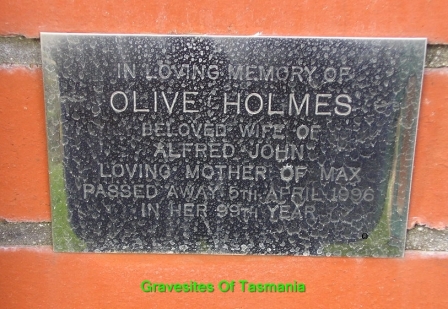 IN LOVING MEMORY OF
OLIVE HOLMES
BELOVED WIFE OF
ALFRED JOHN
LOVING MOTHER OF MAX
PASSED AWAY 5TH APRIL 1996
IN HER 99TH YEAR
Gravesites Of Tasmania